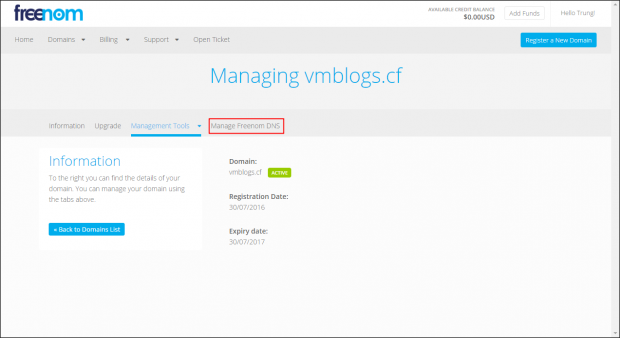 freenom
AVAILABLE CREDIT BALANCE
$0.00USD
Add Funds
Hello Trung!
Home Domains Billing Support Open Ticket
Register a New Domain
Managing vmblogs.cf
Information Upgrade Management Tools Manage Freenom DNS
Information
To the right you can find the details of your
domain. You can manage your domain using
the tabs above.
« Back to Domains List
Domain:
vmblogs.cf ACTIVE
Registration Date:
30/07/2016
Expiry date:
30/07/2017